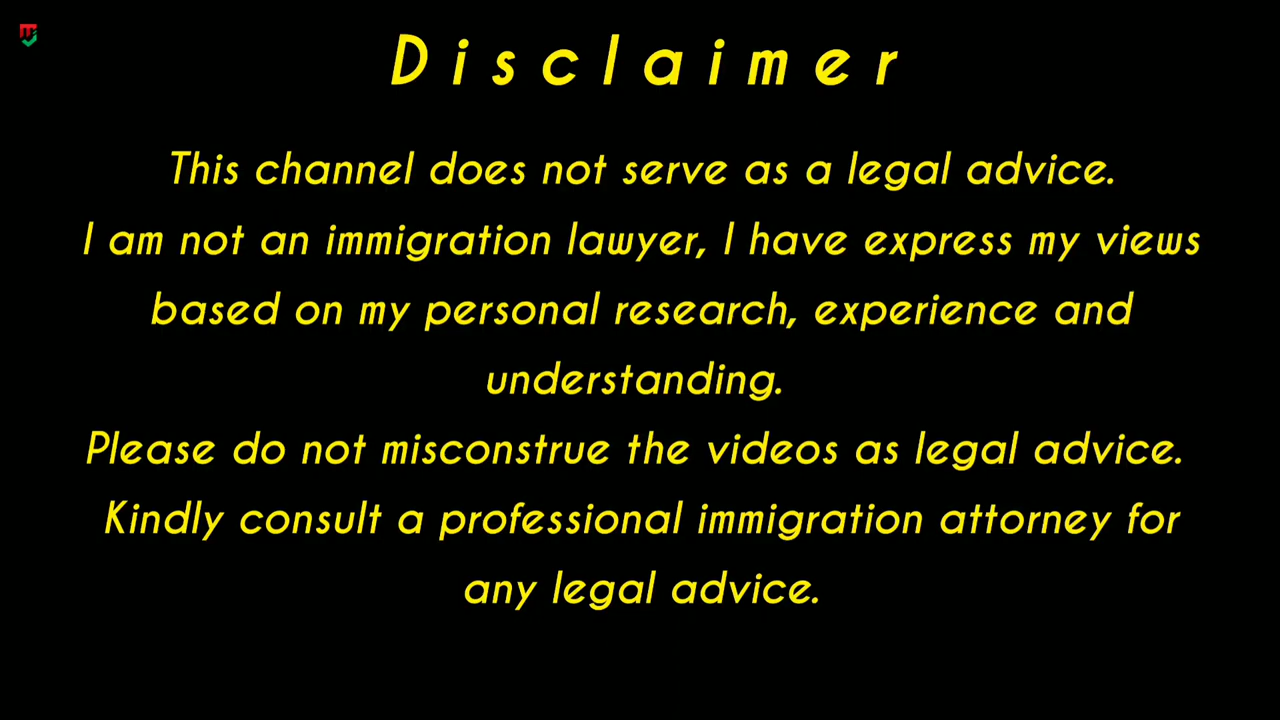 Disclaimer
This channel does not serve as a legal advice.
I am not an immigration lawyer, I have express my views
based on my personal research, experience and
understanding.
Please do not misconstrue the videos as legal advice.
Kindly consult a professional immigration attorney for
any legal advice.